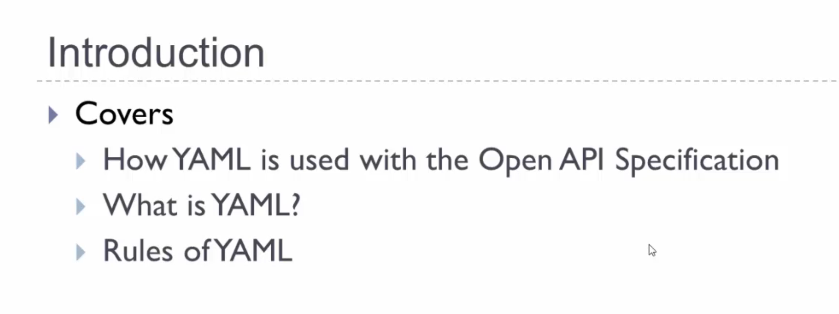 Introduction
Covers
How YAML is used with the Open API Specification
What is YAML?
Rules of YAML